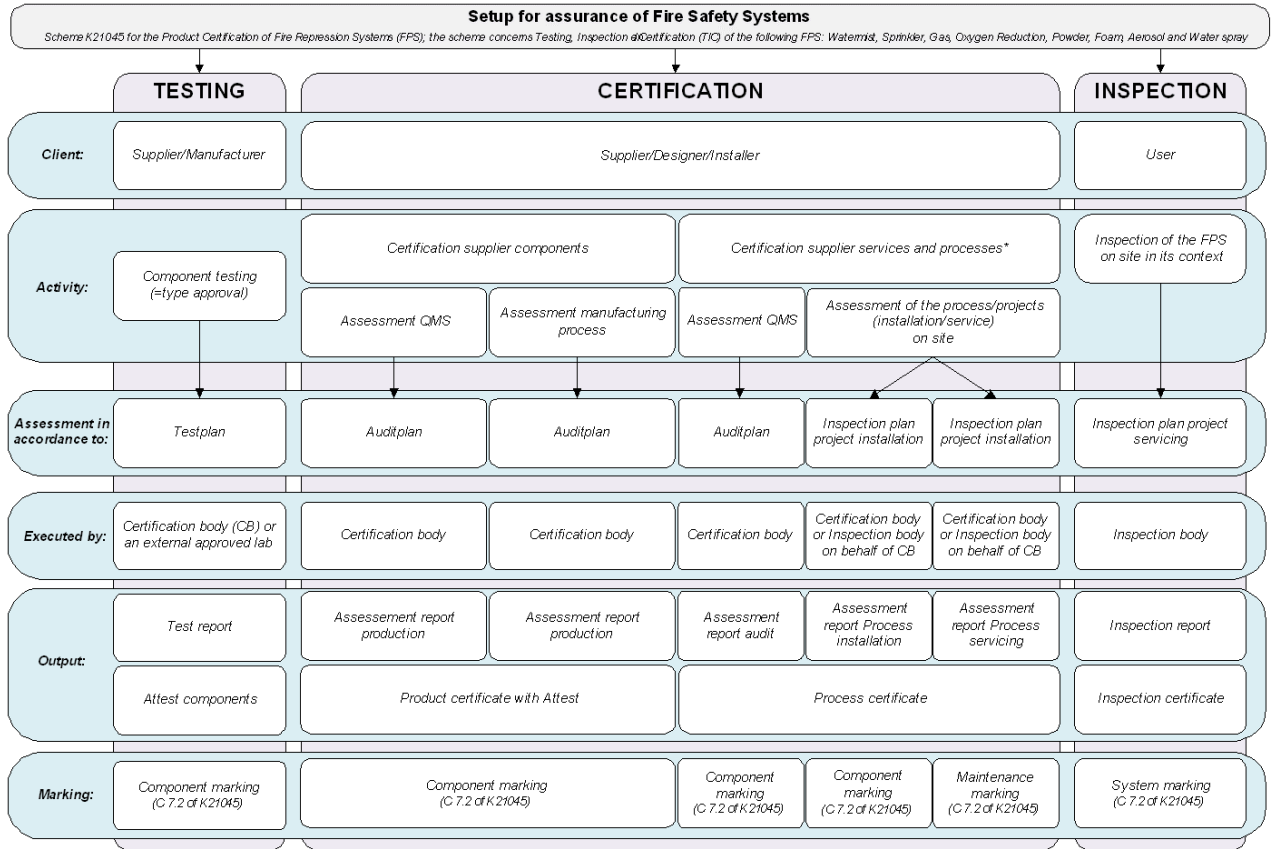 Setup for assurance of Fire Safety Systems
Scheme K21045 for the Product Certification of Fire Repression Systems (FPS); the scheme concerns Testing, Inspection Certification (TIC) of the following FPS: Watermist, Sprinkler, Gas, Oxygen Reduction, Powder, Foam, Aerosol and Water spray
TESTING
CERTIFICATION
INSPECTION
Client:
Supplier/Manufacturer
Supplier/Designer/Installer
User
Activity:
Component testing
(=type approval)
Certification supplier components
Certification supplier services and processes*
Inspection of the FPS
on site in its context
Assessment QMS
Assessment manufacturing
process
Assessment QMS
Assessment of the process/projects
(installation/service)
on site
Assessment in
accordance to:
Testplan
Auditplan
Auditplan
Auditplan
Inspection plan
project installation
Inspection plan
project installation
Inspection plan project
servicing
Executed by:
Certification body (CB) or
an external approved lab
Certification body
Certification body
Certification body
Certification body
or Inspection body
on behalf of CB
Certification body
or Inspection body
on behalf of CB
Inspection body
Output:
Test report
Assessement report
production
Assessment report
production
Assessment
report audit
Assessment
report Process
installation
Assessment
report Process
servicing
Inspection report
Attest components
Product certificate with Attest
Process certificate
Inspection certificate
Marking:
Component marking
(C 7.2 of K21045)
Component marking
(C 7.2 of K21045)
Component
marking
(C 7.2 of K21045)
Component
marking
(C 7.2 of K21045)
Maintenance
marking
(C 7.2 of K21045)
System marking
(C 7.2 of K21045)